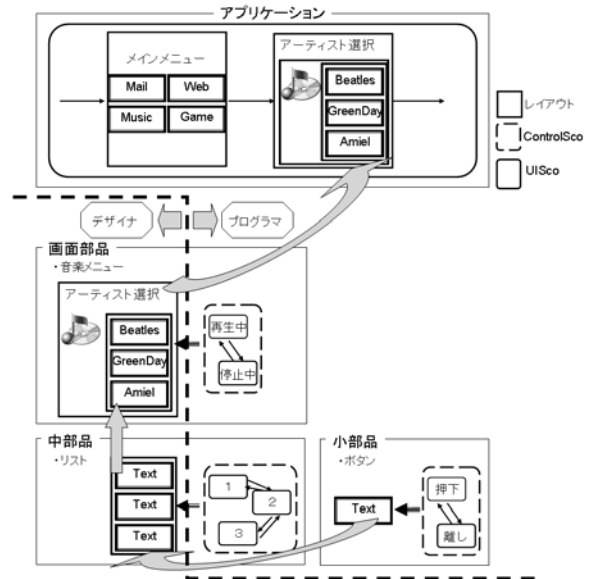 アプリケーション
メインメニュー
Mail Web
Music Game
アーティスト選択
Beatles
GreenDay
Amiel
レイアウト
ControlSco
UISco
デザイナ プログラマ
画面部品
・音楽メニュー
アーティスト選択
Beatles
GreenDay
Amiel
再生中
停止中
中部品
・リスト
Text
Text
Text
1
2
3
小部品
・ボタン
Text
押下
離し